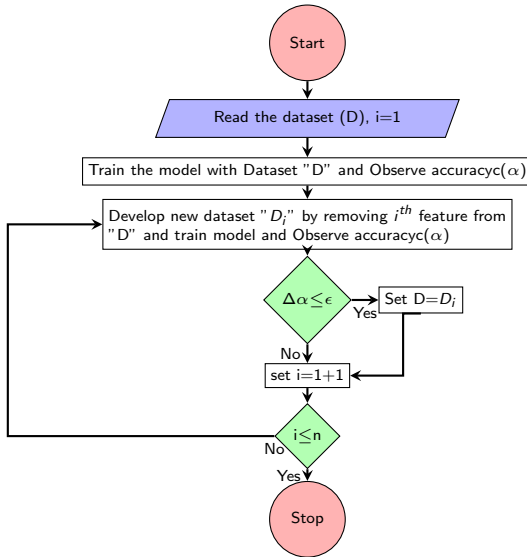 Start
Read the dataset (D), i=1
Train the model with Dataset "D" and Observe accuracyc(α)
Develop new dataset "Dᵢ" by removing iᵗʰ feature from
"D" and train model and Observe accuracyc(α)
Δα≤ϵ
Yes
Set D=Dᵢ
No
set i=1+1
i≤n
No
Yes
Stop